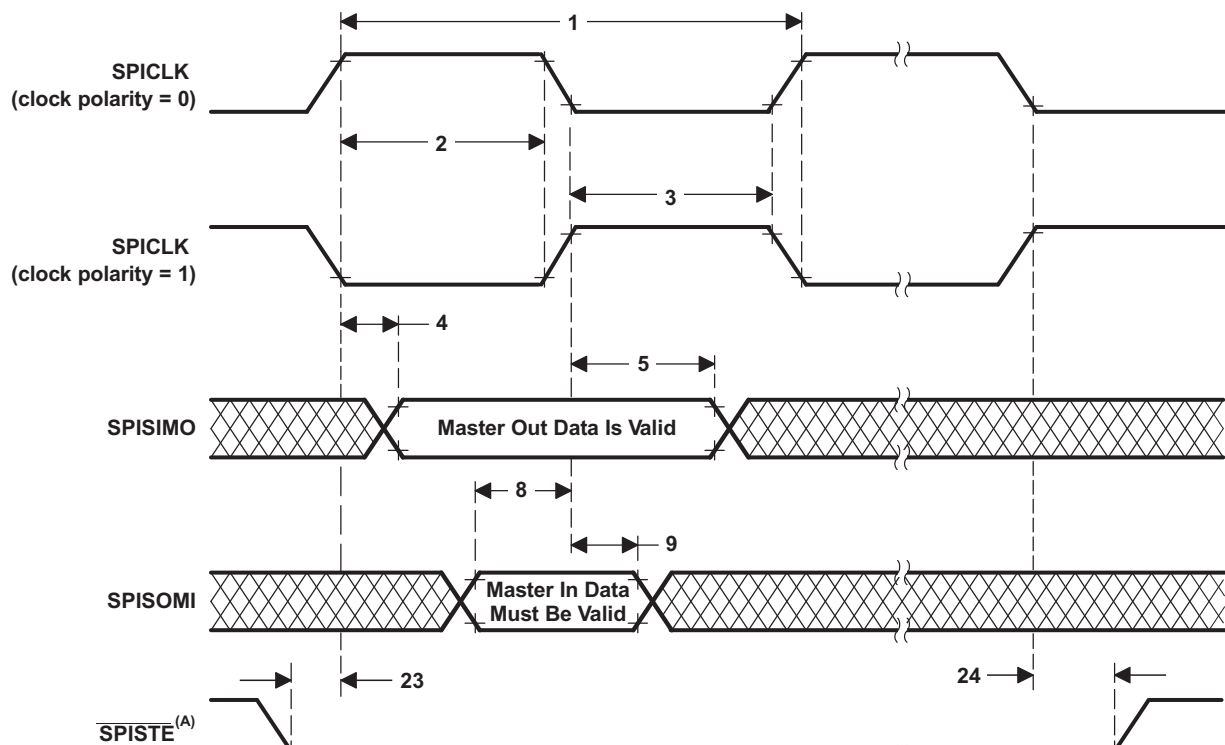 1
SPICLK
(clock polarity = 0)
2
3
SPICLK
(clock polarity = 1)
4
5
SPISIMO
Master Out Data Is Valid
8
9
SPISOMI
Master In Data
Must Be Valid
23
24
SPISTE(A)